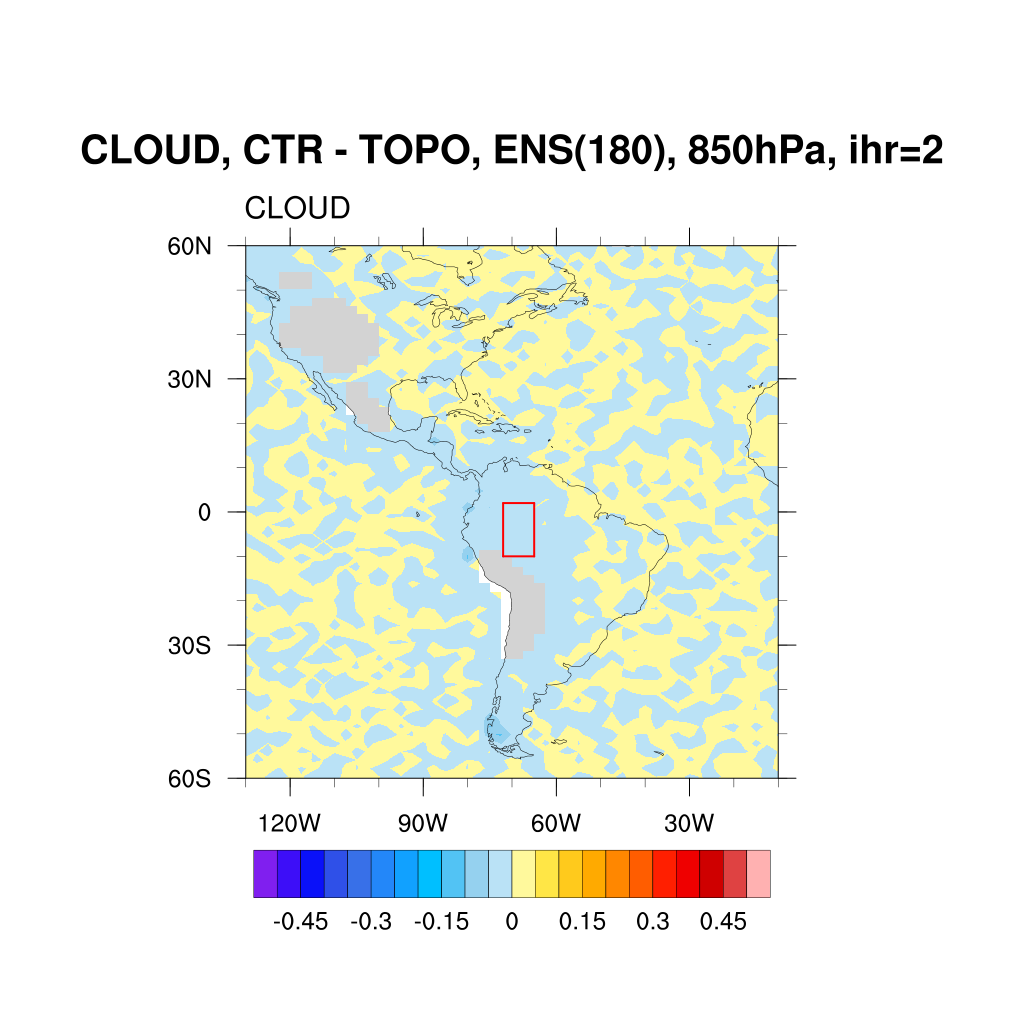 CLOUD, CTR - TOPO, ENS(180), 850hPa, ihr=2
CLOUD
60N
30N
0
30S
60S
120W 90W 60W 30W
-0.45 -0.3 -0.15 0 0.15 0.3 0.45